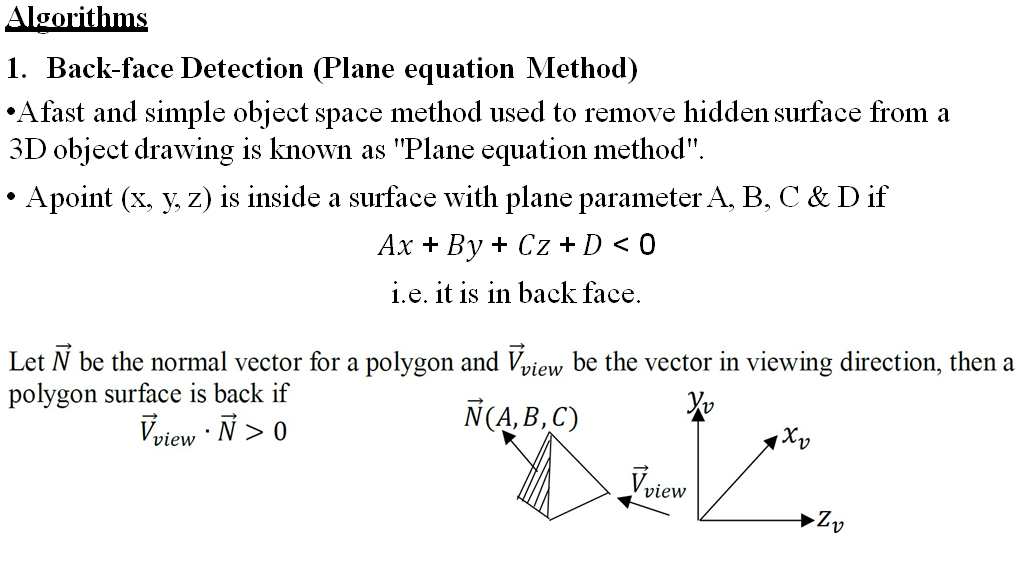 Algorithms
1. Back-face Detection (Plane equation Method)
•A fast and simple object space method used to remove hidden surface from a
3D object drawing is known as "Plane equation method".
• A point (x, y, z) is inside a surface with plane parameter A, B, C & D if
Ax + By + Cz + D < 0
i.e. it is in back face.
Let N⃗ be the normal vector for a polygon and V⃗view be the vector in viewing direction, then a
polygon surface is back if
V⃗view · N⃗ > 0
N⃗(A, B, C)
yv
xv
V⃗view
zv